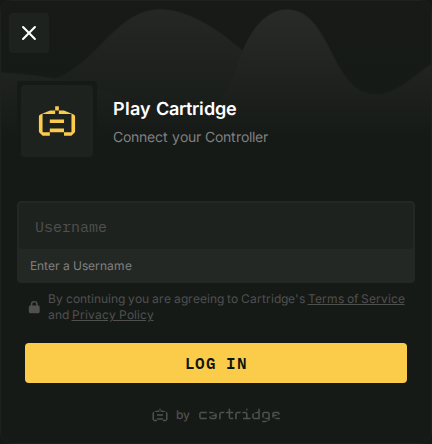 Play Cartridge
Connect your Controller
Username
Enter a Username
By continuing you are agreeing to Cartridge's Terms of Service
and Privacy Policy
LOG IN
by cartridge